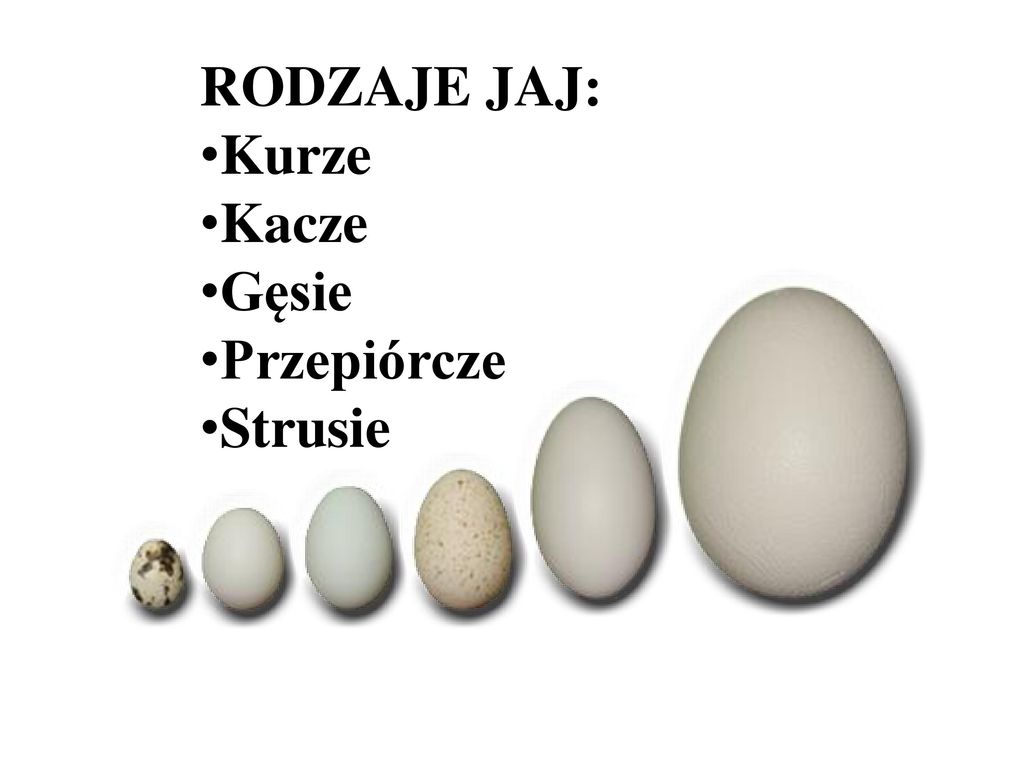 RODZAJE JAJ:
•Kurze
•Kacze
•Gęsie
•Przepiórcze
•Strusie